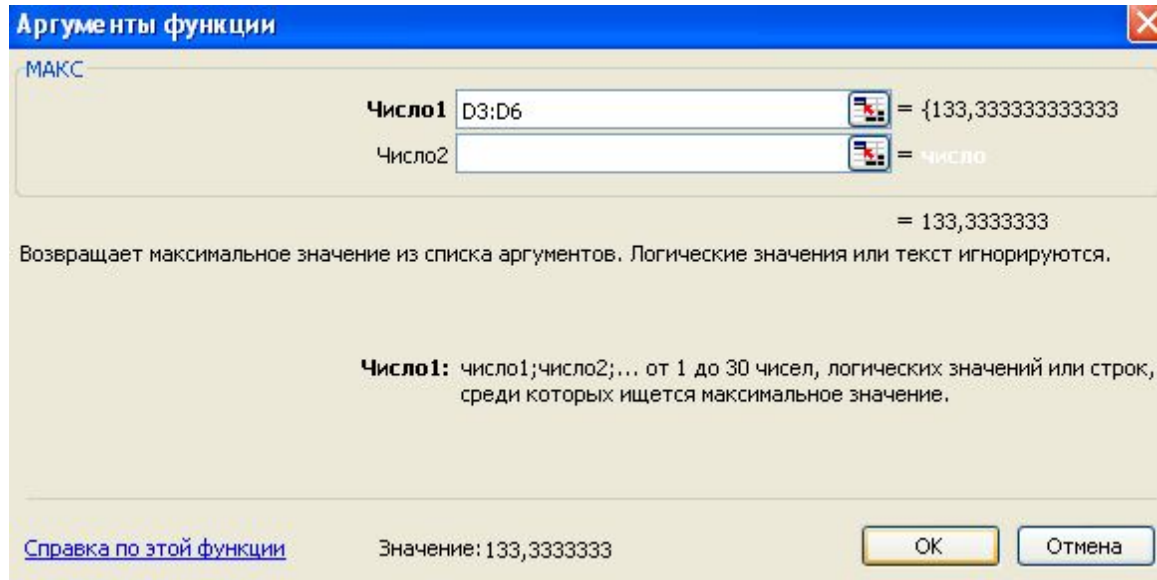 Аргументы функции
МАКС
Число1 D3:D6 = {133,333333333333
Число2 = число
= 133,3333333
Возвращает максимальное значение из списка аргументов. Логические значения или текст игнорируются.
Число1: число1;число2;... от 1 до 30 чисел, логических значений или строк,
среди которых ищется максимальное значение.
Справка по этой функции Значение:133,3333333 ОК Отмена